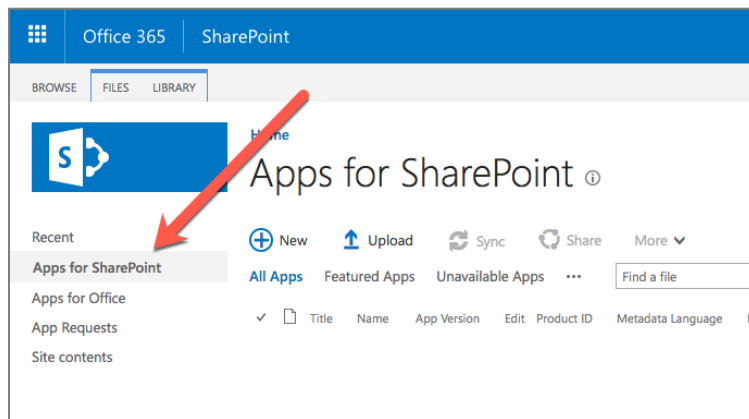 Office 365 SharePoint
BROWSE FILES LIBRARY
S
Home
Apps for SharePoint
Recent
Apps for SharePoint
Apps for Office
App Requests
Site contents
New Upload Sync Share More
All Apps Featured Apps Unavailable Apps ••• Find a file
Title Name App Version Edit Product ID Metadata Language